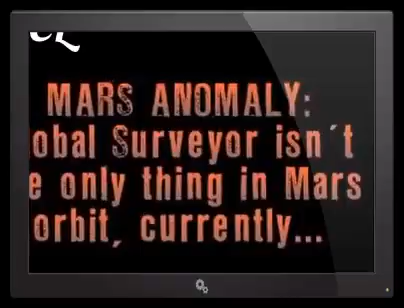 MARS ANOMALY:
obal Surveyor isn´t
e only thing in Mars
orbit, currently...